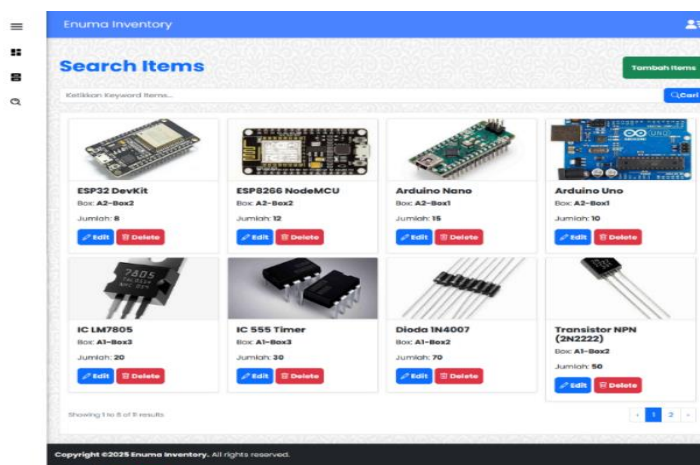 Enuma Inventory
Search Items
Tambah Items
Ketikkan Keyword Items...
Cari
ESP32 DevKit
Box: A2-Box2
Jumlah: 8
Edit Delete
ESP8266 NodeMCU
Box: A2-Box2
Jumlah: 12
Edit Delete
Arduino Nano
Box: A2-Box1
Jumlah: 15
Edit Delete
UNO
Arduino Uno
Box: A2-Box1
Jumlah: 10
Edit Delete
7805
IC LM7805
Box: A1-Box3
Jumlah: 20
Edit Delete
IC 555 Timer
Box: A1-Box3
Jumlah: 30
Edit Delete
Dioda 1N4007
Box: A1-Box2
Jumlah: 70
Edit Delete
Transistor NPN
(2N2222)
Box: A1-Box2
Jumlah: 50
Edit Delete
Showing 1 to 8 of 11 results
‹ 1 2 ›
Copyright ©2025 Enuma Inventory. All rights reserved.